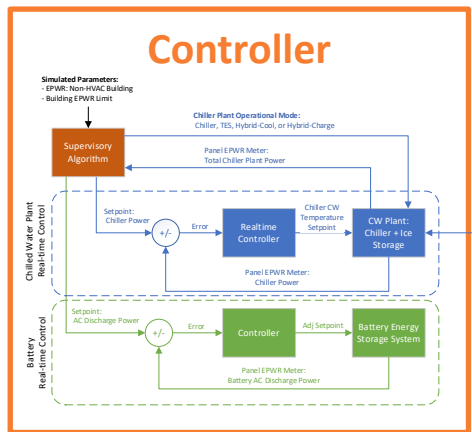 Controller
Simulated Parameters:
- EPWR: Non-HVAC Building
- Building EPWR Limit
Chiller Plant Operational Mode:
Chiller, TES, Hybrid-Cool, or Hybrid-Charge
Supervisory
Algorithm
Panel EPWR Meter:
Total Chiller Plant Power
Chilled Water Plant
Real-time Control
Setpoint:
Chiller Power
+/-
Error
Realtime
Controller
Chiller CW
Temperature
Setpoint
CW Plant:
Chiller + Ice
Storage
Panel EPWR Meter:
Chiller Power
Battery
Real-time Control
Setpoint:
AC Discharge Power
+/-
Error
Controller
Adj Setpoint
Battery Energy
Storage System
Panel EPWR Meter:
Battery AC Discharge Power